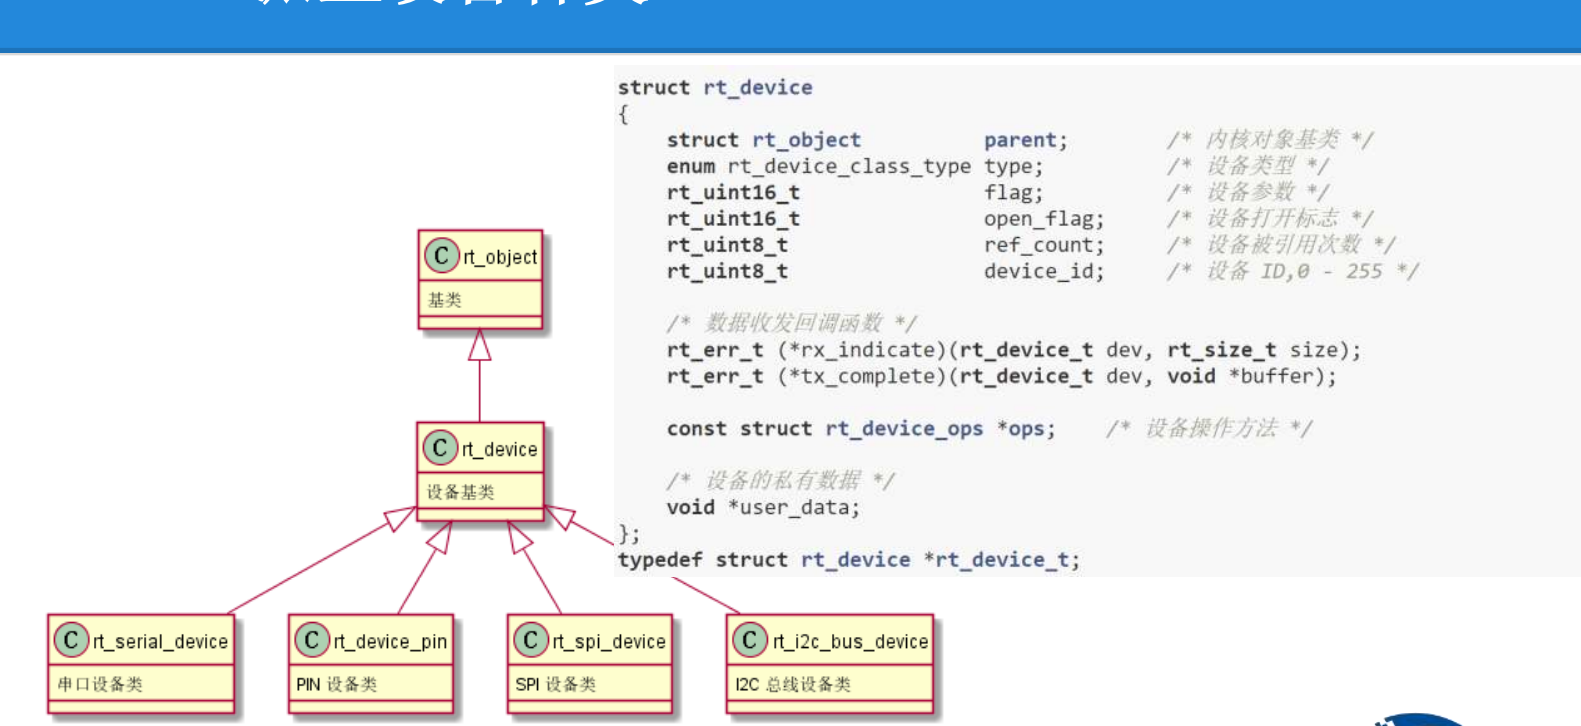 struct rt_device
{
struct rt_object parent; /* 内核对象基类 */
enum rt_device_class_type type; /* 设备类型 */
rt_uint16_t flag; /* 设备参数 */
rt_uint16_t open_flag; /* 设备打开标志 */
rt_uint8_t ref_count; /* 设备被引用次数 */
rt_uint8_t device_id; /* 设备 ID,0 - 255 */
/* 数据收发回调函数 */
rt_err_t (*rx_indicate)(rt_device_t dev, rt_size_t size);
rt_err_t (*tx_complete)(rt_device_t dev, void *buffer);
const struct rt_device_ops *ops; /* 设备操作方法 */
/* 设备的私有数据 */
void *user_data;
};
typedef struct rt_device *rt_device_t;
C rt_object
基类
C rt_device
设备基类
C rt_serial_device
串口设备类
C rt_device_pin
PIN 设备类
C rt_spi_device
SPI 设备类
C rt_i2c_bus_device
I2C 总线设备类